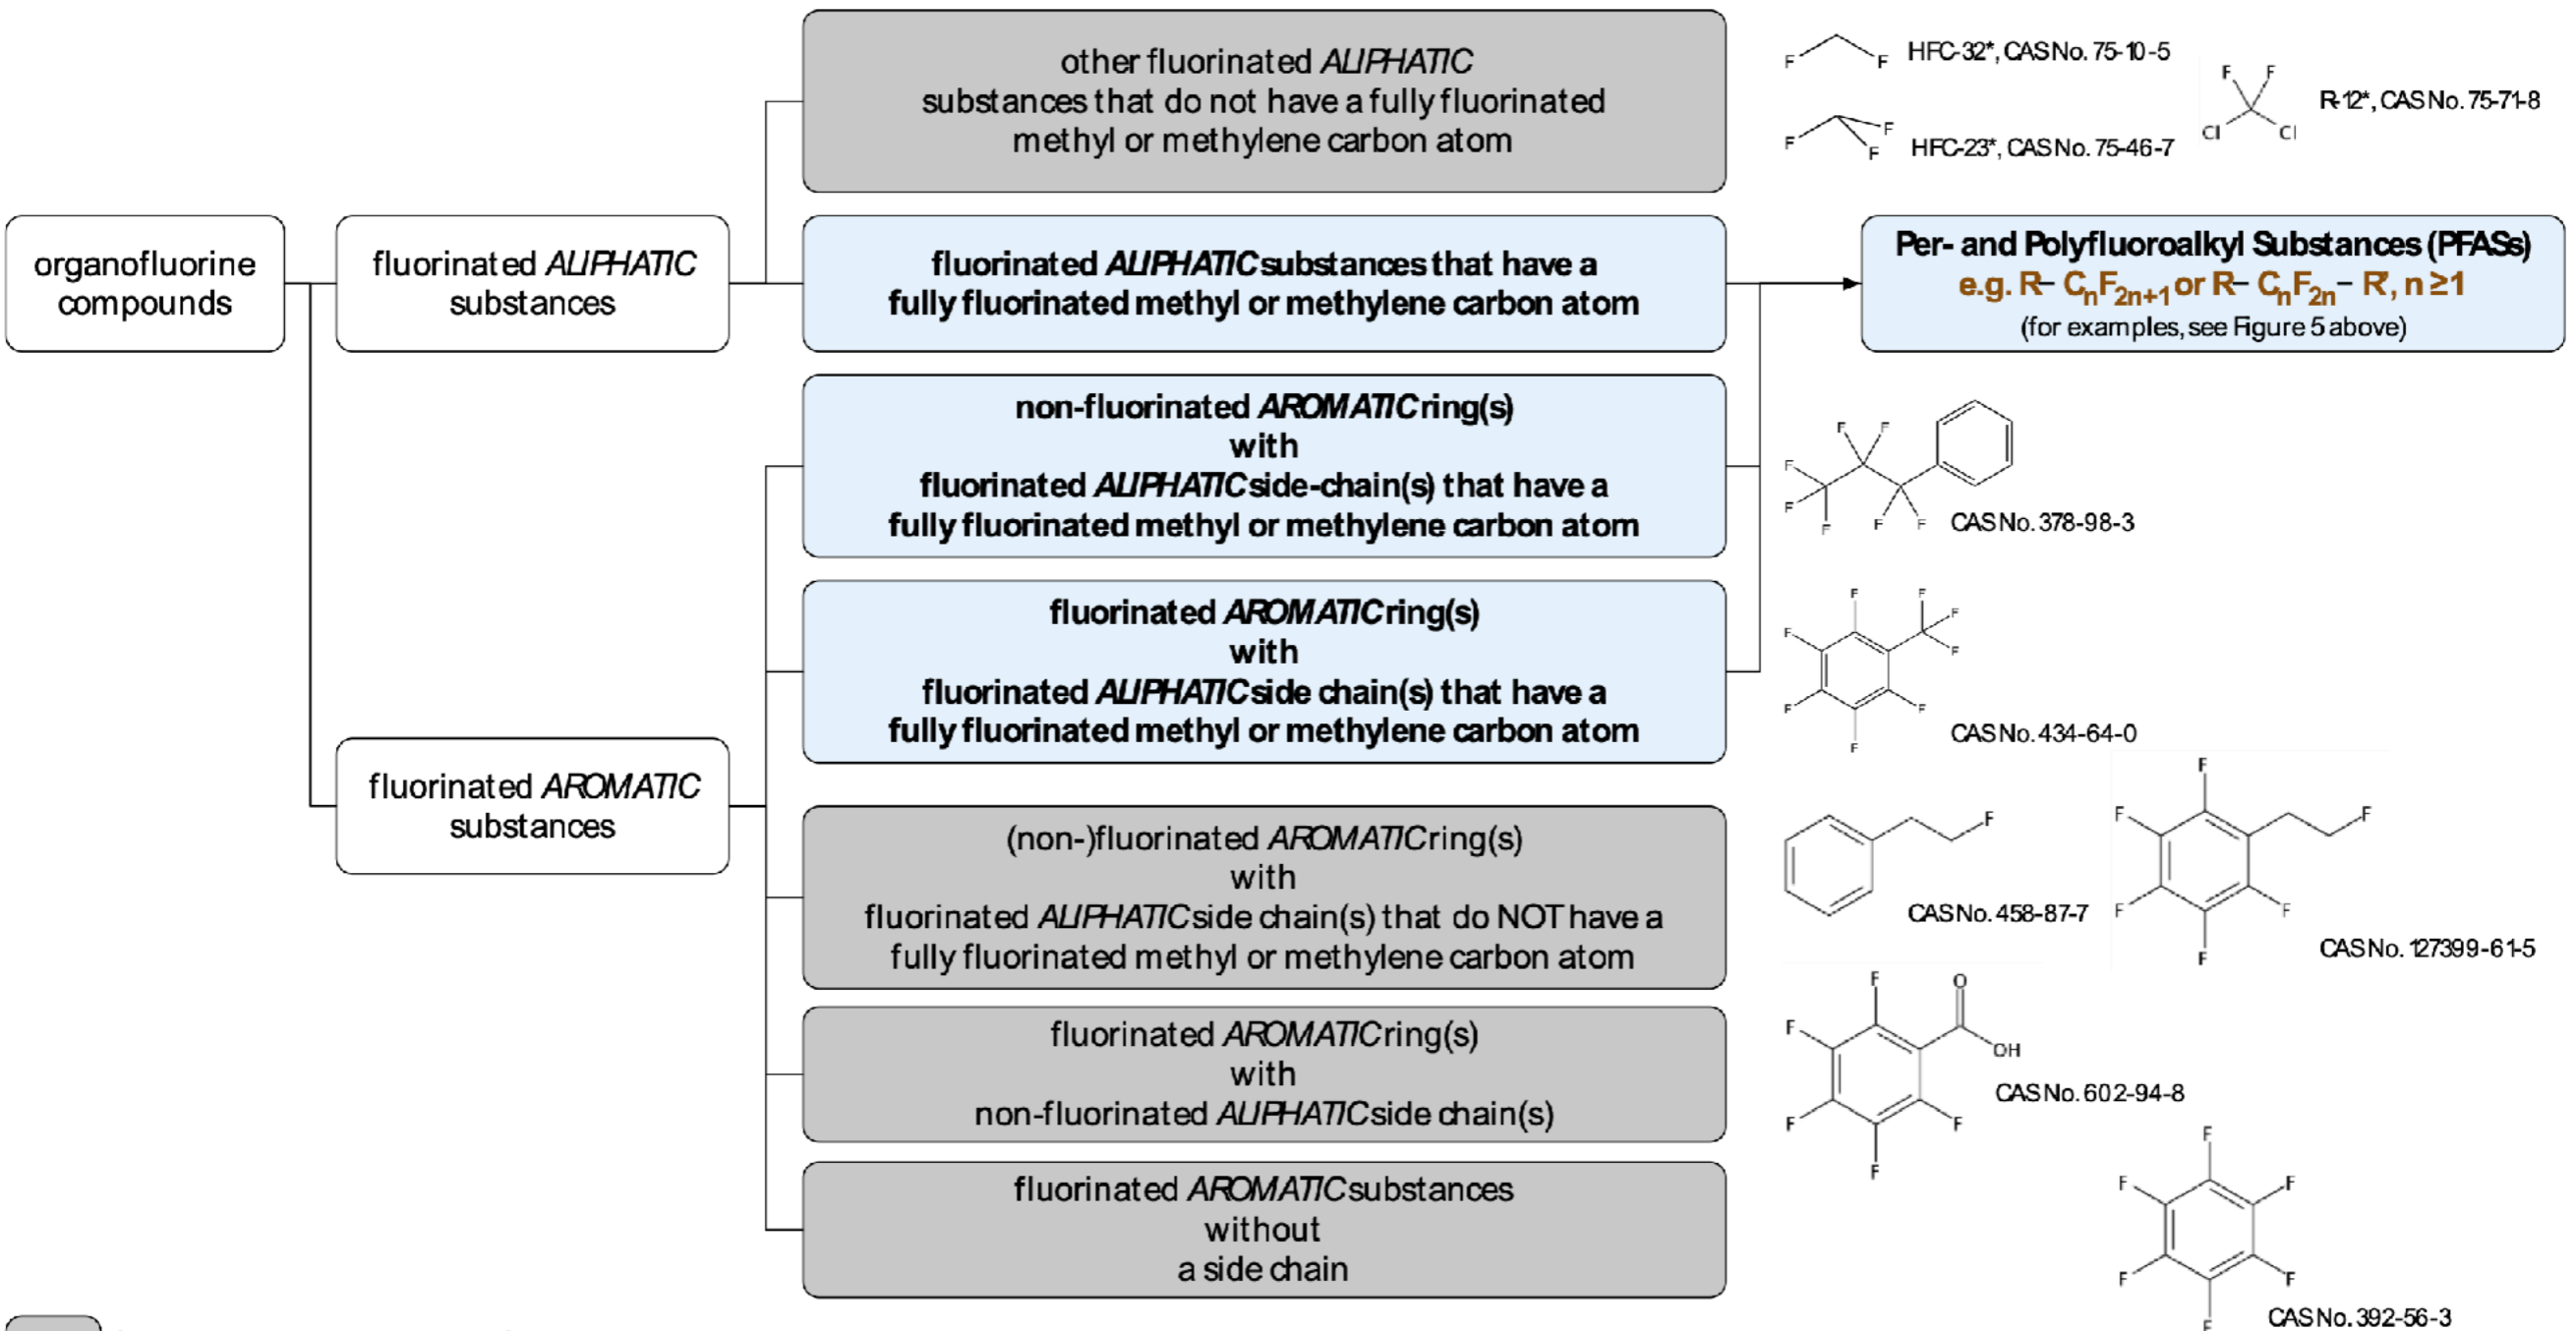 other fluorinated ALIPHATIC
substances that do not have a fully fluorinated
methyl or methylene carbon atom
F
F
HFC-32*, CAS No. 75-10-5
F
F
F
HFC-23*, CAS No. 75-46-7
F
F
Cl
Cl
R-12*, CAS No. 75-71-8
organofluorine
compounds
fluorinated ALIPHATIC
substances
fluorinated ALIPHATIC substances that have a
fully fluorinated methyl or methylene carbon atom
Per- and Polyfluoroalkyl Substances (PFASs)
e.g. R– CnF2n+1 or R– CnF2n– R', n ≥1
(for examples, see Figure 5 above)
non-fluorinated AROMATIC ring(s)
with
fluorinated ALIPHATIC side-chain(s) that have a
fully fluorinated methyl or methylene carbon atom
F
F
F
F
F
F
F
CAS No. 378-98-3
fluorinated AROMATIC ring(s)
with
fluorinated ALIPHATIC side chain(s) that have a
fully fluorinated methyl or methylene carbon atom
F
F
F
F
F
F
F
F
CAS No. 434-64-0
fluorinated AROMATIC
substances
(non-)fluorinated AROMATIC ring(s)
with
fluorinated ALIPHATIC side chain(s) that do NOT have a
fully fluorinated methyl or methylene carbon atom
F
CAS No. 458-87-7
F
F
F
F
F
F
CAS No. 127399-61-5
fluorinated AROMATIC ring(s)
with
non-fluorinated ALIPHATIC side chain(s)
F
O
F
OH
F
F
F
CAS No. 602-94-8
fluorinated AROMATIC substances
without
a side chain
F
F
F
F
F
F
CAS No. 392-56-3